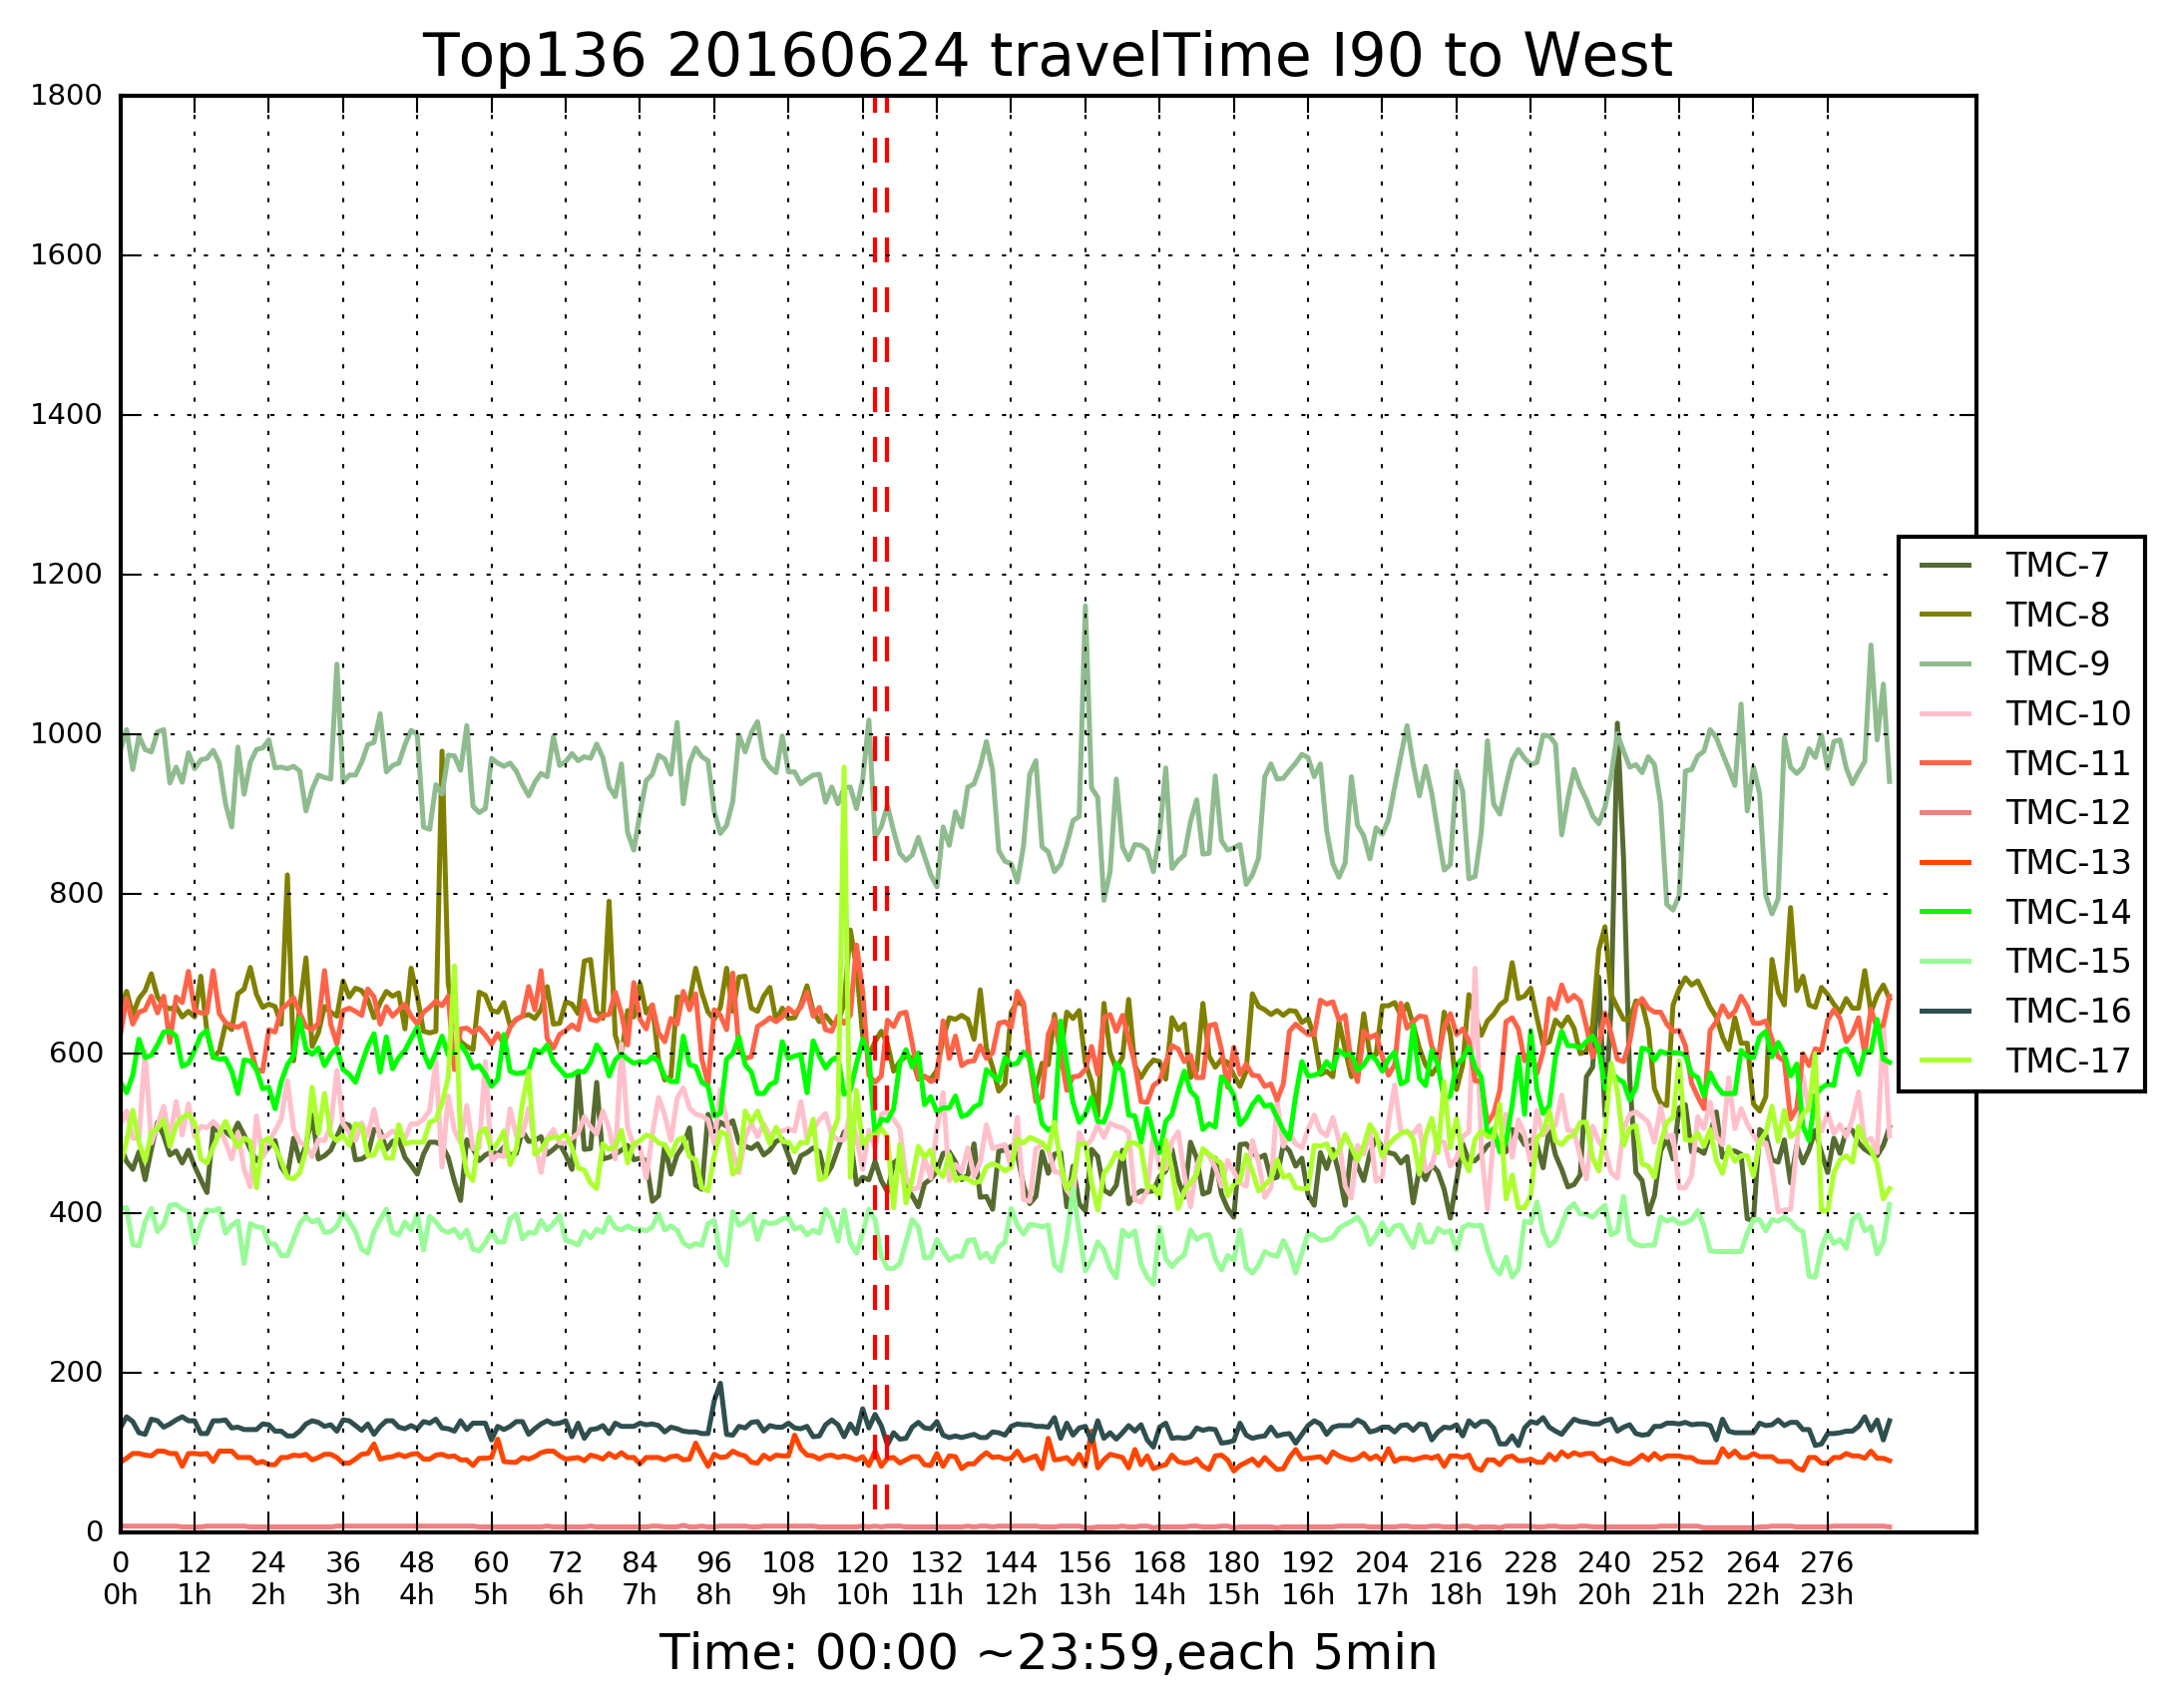 Top136 20160624 travelTime I90 to West
1800
1600
1400
1200
1000
800
600
400
200
0
TMC-7
TMC-8
TMC-9
TMC-10
TMC-11
TMC-12
TMC-13
TMC-14
TMC-15
TMC-16
TMC-17
0 12 24 36 48 60 72 84 96 108 120 132 144 156 168 180 192 204 216 228 240 252 264 276
0h 1h 2h 3h 4h 5h 6h 7h 8h 9h 10h 11h 12h 13h 14h 15h 16h 17h 18h 19h 20h 21h 22h 23h
Time: 00:00 ~23:59,each 5min